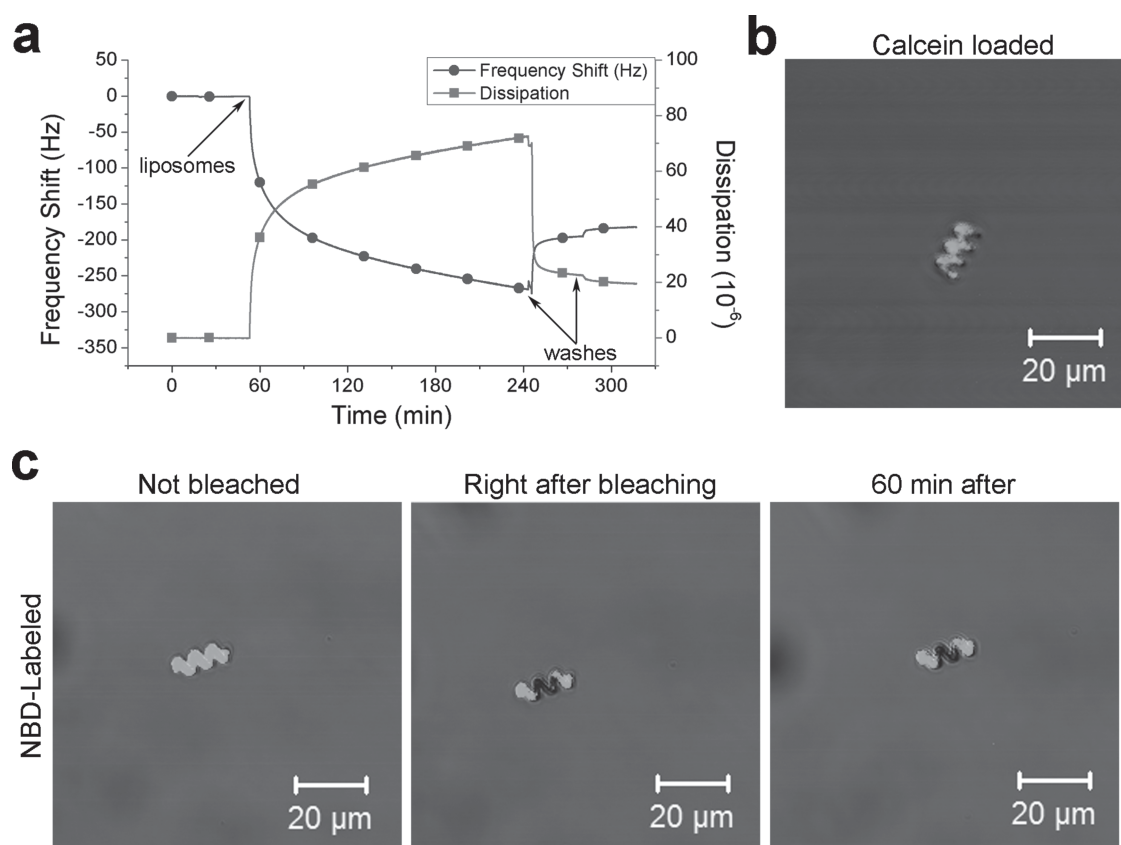 a
50
0
-50
-100
-150
-200
-250
-300
-350
Frequency Shift (Hz)
Frequency Shift (Hz)
Dissipation
liposomes
washes
100
80
60
40
20
0
Dissipation (10⁻⁶)
0 60 120 180 240 300
Time (min)
b
Calcein loaded
20 µm
c
Not bleached
Right after bleaching
60 min after
NBD-Labeled
20 µm
20 µm
20 µm